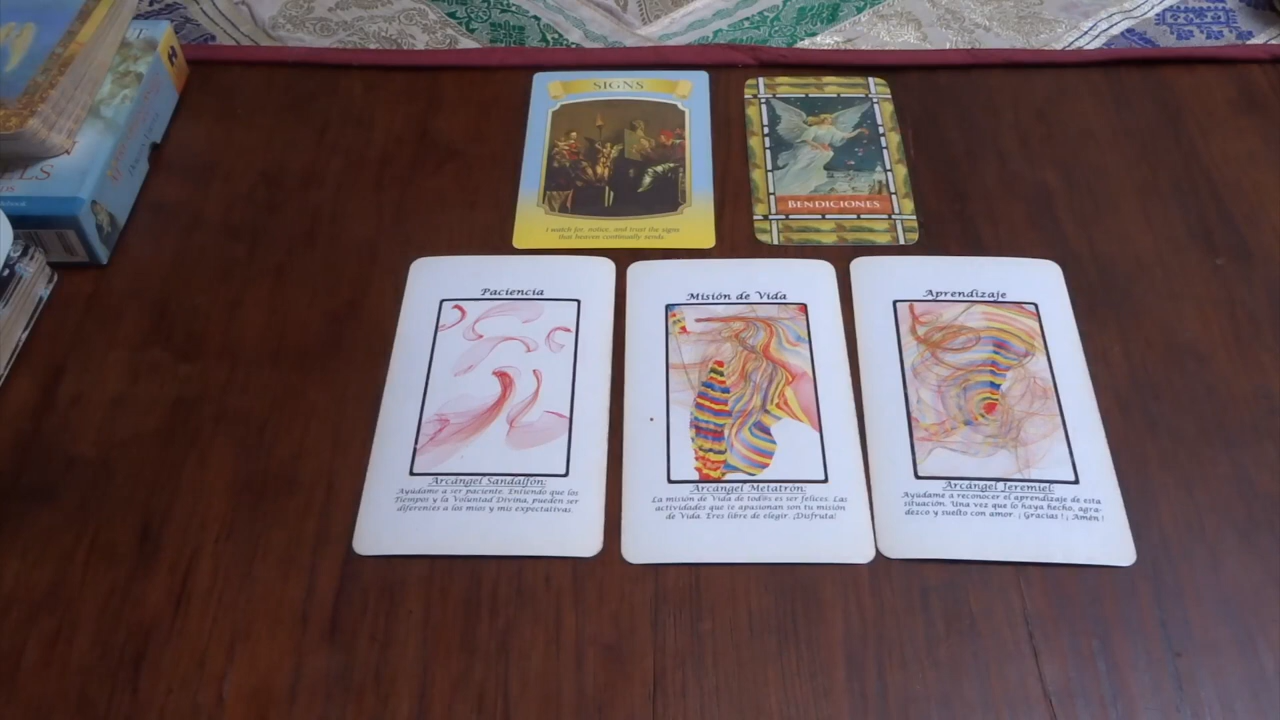 SIGNS
I watch for, notice, and trust the signs
that heaven continually sends.
BENDICIONES
Paciencia
Arcángel Sandalfón:
Ayúdame a ser paciente. Entiendo que los
Tiempos y la Voluntad Divina, pueden ser
diferentes a los mios y mis expectativas.
Misión de Vida
Arcángel Metatrón:
La misión de Vida de tod@s es ser felices. Las
actividades que te apasionan son tu misión
de Vida. Eres libre de elegir. ¡Disfruta!
Aprendizaje
Arcángel Jeremiel:
Ayúdame a reconocer el aprendizaje de esta
situación. Una vez que lo haya hecho, agra-
dezco y suelto con amor. ¡ Gracias ! ¡ Amén !